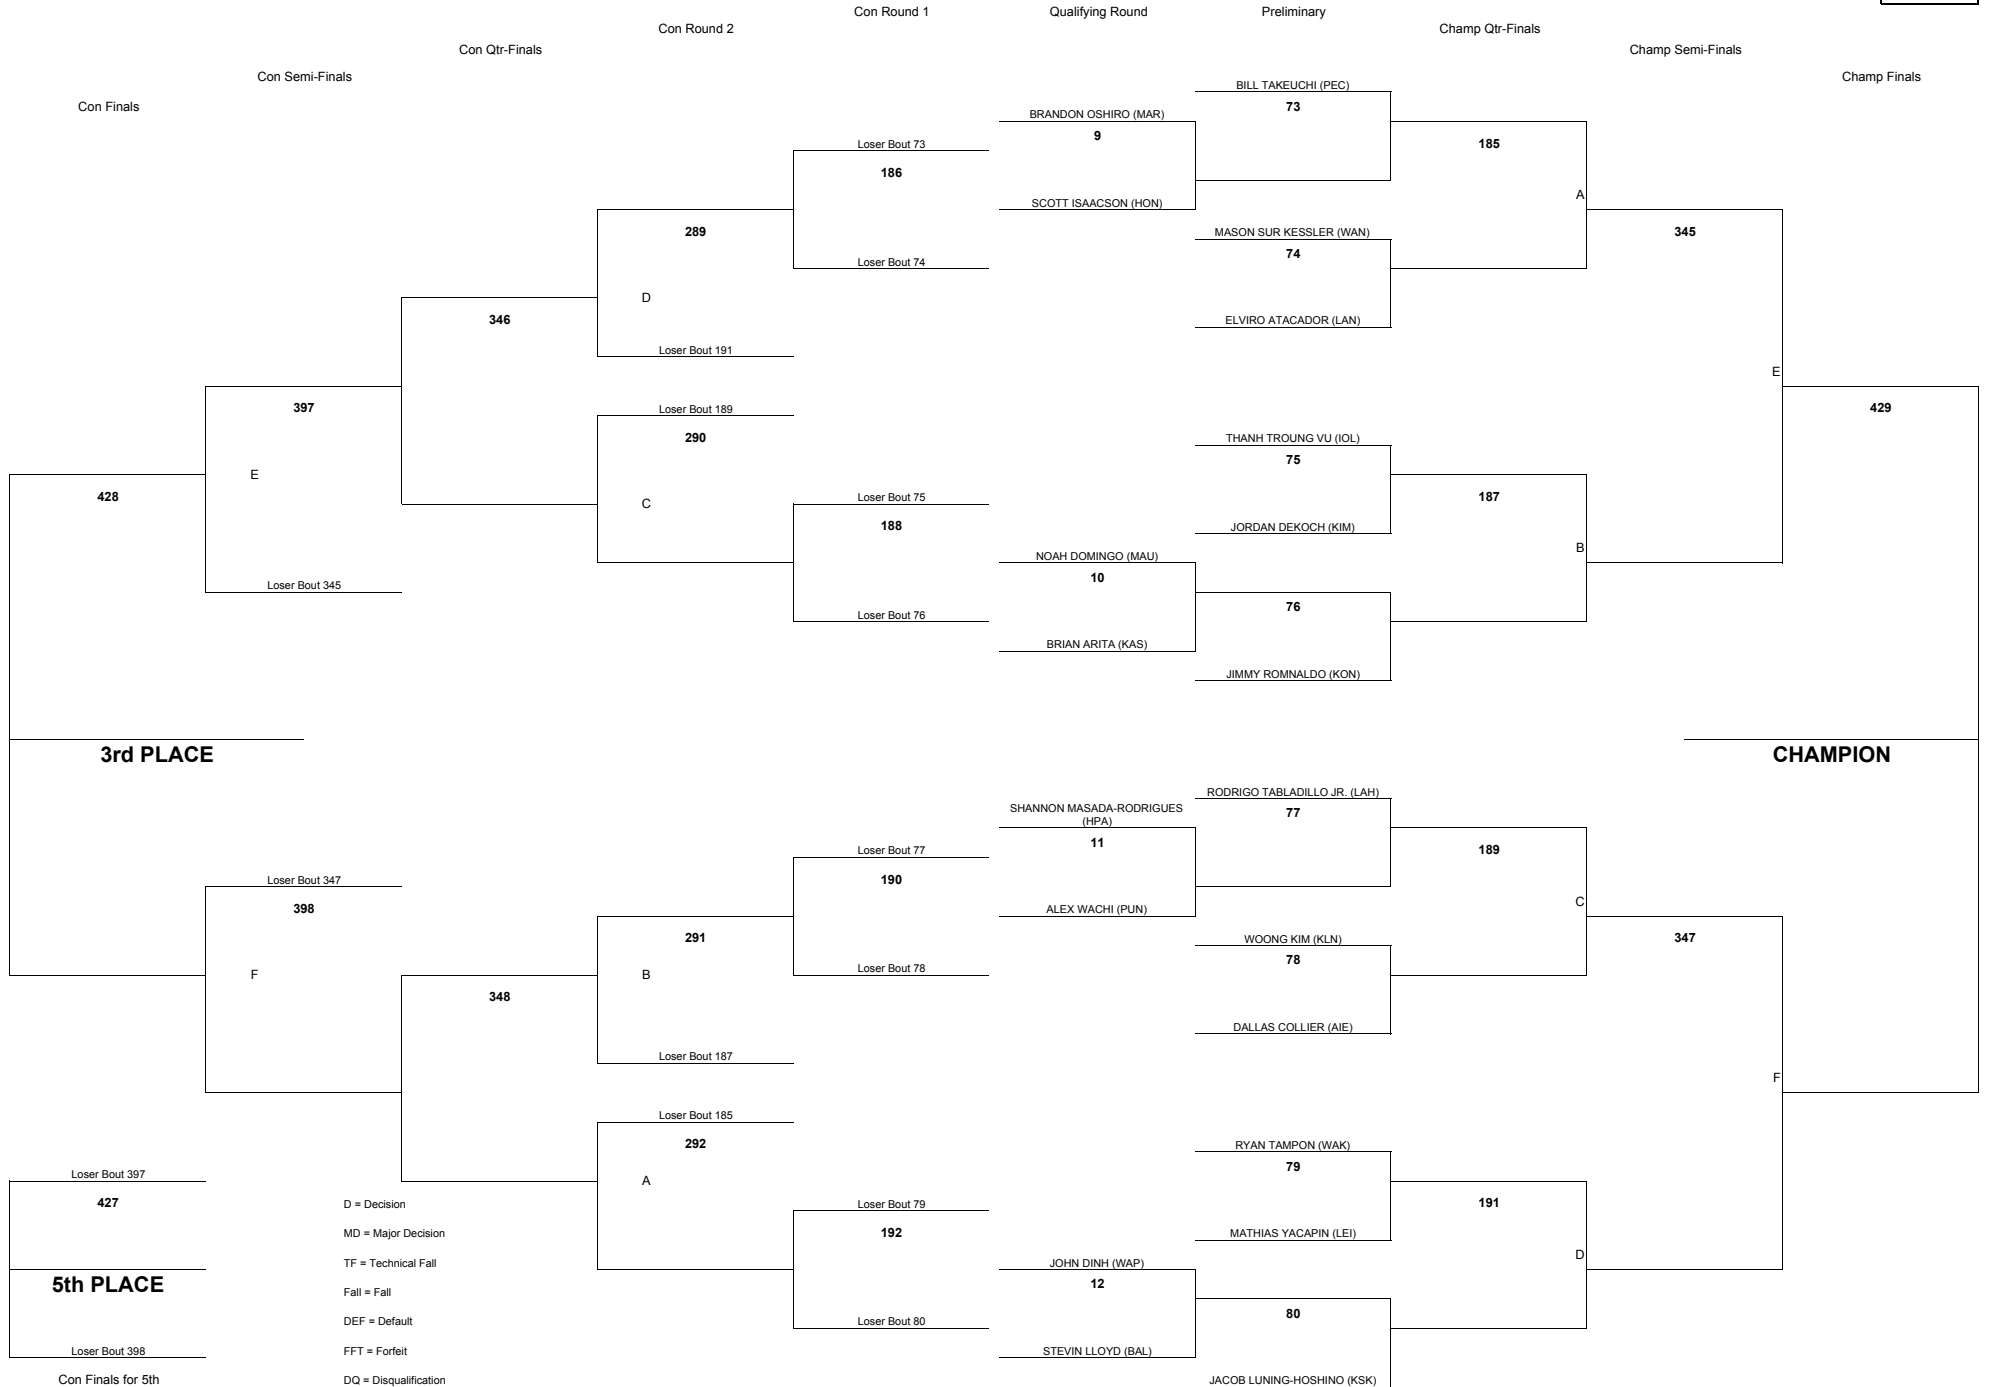 Con Round 1
Qualifying Round
Preliminary
Con Round 2
Champ Qtr-Finals
Con Qtr-Finals
Champ Semi-Finals
Con Semi-Finals
Champ Finals
Con Finals
BILL TAKEUCHI (PEC)
73
BRANDON OSHIRO (MAR)
9
Loser Bout 73
185
186
A
SCOTT ISAACSON (HON)
289
MASON SUR KESSLER (WAN)
345
74
Loser Bout 74
D
346
ELVIRO ATACADOR (LAN)
Loser Bout 191
E
397
Loser Bout 189
429
290
THANH TROUNG VU (IOL)
75
E
428
C
Loser Bout 75
187
188
JORDAN DEKOCH (KIM)
B
NOAH DOMINGO (MAU)
10
Loser Bout 345
76
Loser Bout 76
BRIAN ARITA (KAS)
JIMMY ROMNALDO (KON)
3rd PLACE
CHAMPION
RODRIGO TABLADILLO JR. (LAH)
SHANNON MASADA-RODRIGUES
(HPA)
77
11
Loser Bout 77
189
Loser Bout 347
190
398
ALEX WACHI (PUN)
C
291
WOONG KIM (KLN)
347
78
F
B
Loser Bout 78
348
DALLAS COLLIER (AIE)
Loser Bout 187
F
Loser Bout 185
292
RYAN TAMPON (WAK)
79
Loser Bout 397
A
427
D = Decision
Loser Bout 79
191
MD = Major Decision
192
MATHIAS YACAPIN (LEI)
D
TF = Technical Fall
JOHN DINH (WAP)
5th PLACE
12
Fall = Fall
80
DEF = Default
Loser Bout 80
Loser Bout 398
FFT = Forfeit
STEVIN LLOYD (BAL)
Con Finals for 5th
DQ = Disqualification
JACOB LUNING-HOSHINO (KSK)